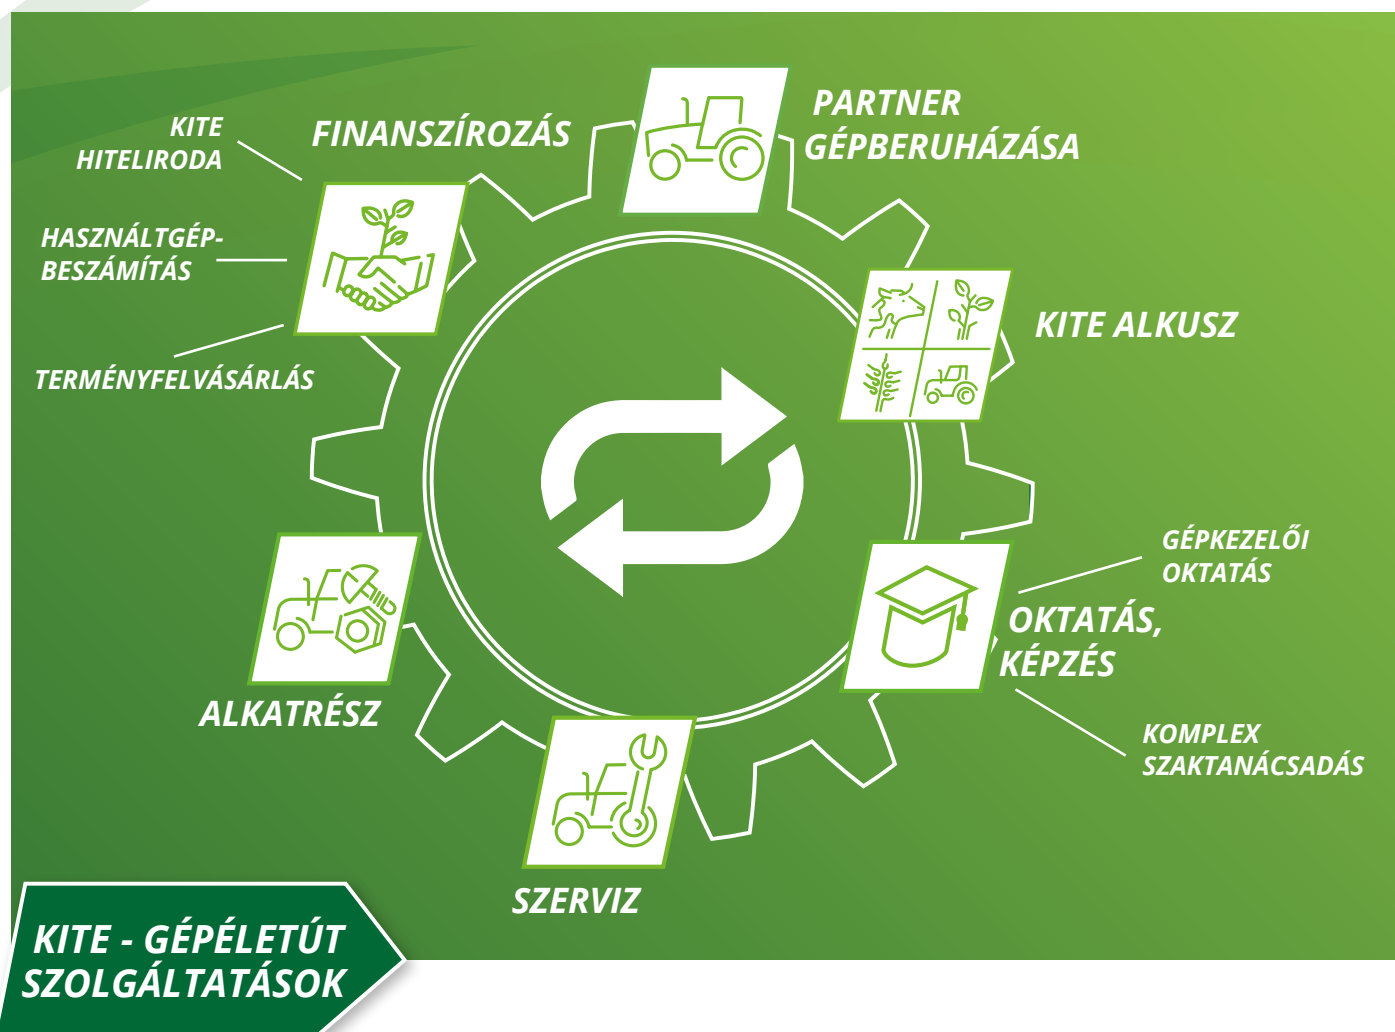 PARTNER
GÉPBERUHÁZÁSA
FINANSZÍROZÁS
KITE
HITELIRODA
HASZNÁLTGÉP-
BESZÁMÍTÁS
TERMÉNYFELVÁSÁRLÁS
KITE ALKUSZ
GÉPKEZELŐI
OKTATÁS
OKTATÁS,
KÉPZÉS
KOMPLEX
SZAKTANÁCSADÁS
ALKATRÉSZ
SZERVIZ
KITE - GÉPÉLETÚT
SZOLGÁLTATÁSOK